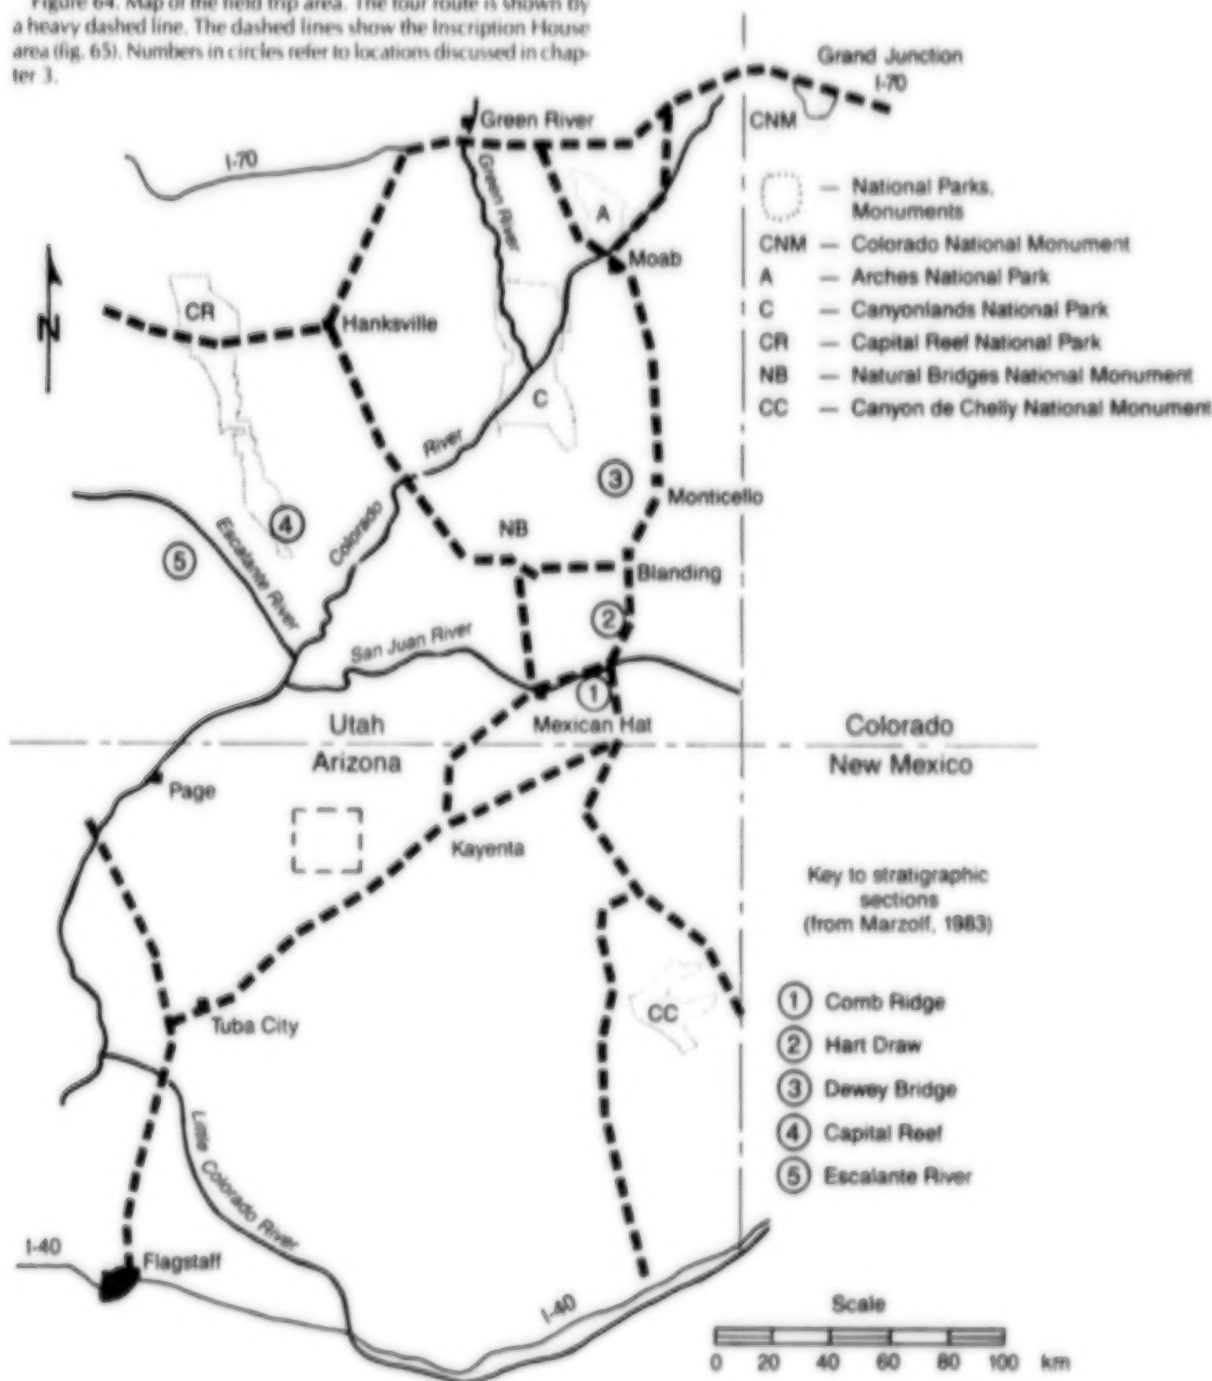 Figure 64. Map of the field trip area. The tour route is shown by
a heavy dashed line. The dashed lines show the Inscription House
area (fig. 65). Numbers in circles refer to locations discussed in chap-
ter 3.
Grand Junction
I-70
CNM
Green River
I-70
Green River
National Parks,
Monuments
A
CNM — Colorado National Monument
Moab
A — Arches National Park
C — Canyonlands National Park
CR
Hanksville
N
CR — Capital Reef National Park
NB — Natural Bridges National Monument
C
CC — Canyon de Chelly National Monument
River
3
Monticello
4
Colorado
NB
5
Escalante River
Blanding
2
San Juan River
1
Utah
Mexican Hat
Colorado
Arizona
New Mexico
Page
Kayenta
Key to stratigraphic
sections
(from Marzolf, 1983)
CC
1 Comb Ridge
Tuba City
2 Hart Draw
3 Dewey Bridge
4 Capital Reef
Little Colorado River
5 Escalante River
I-40
Flagstaff
I-40
Scale
0 20 40 60 80 100 km